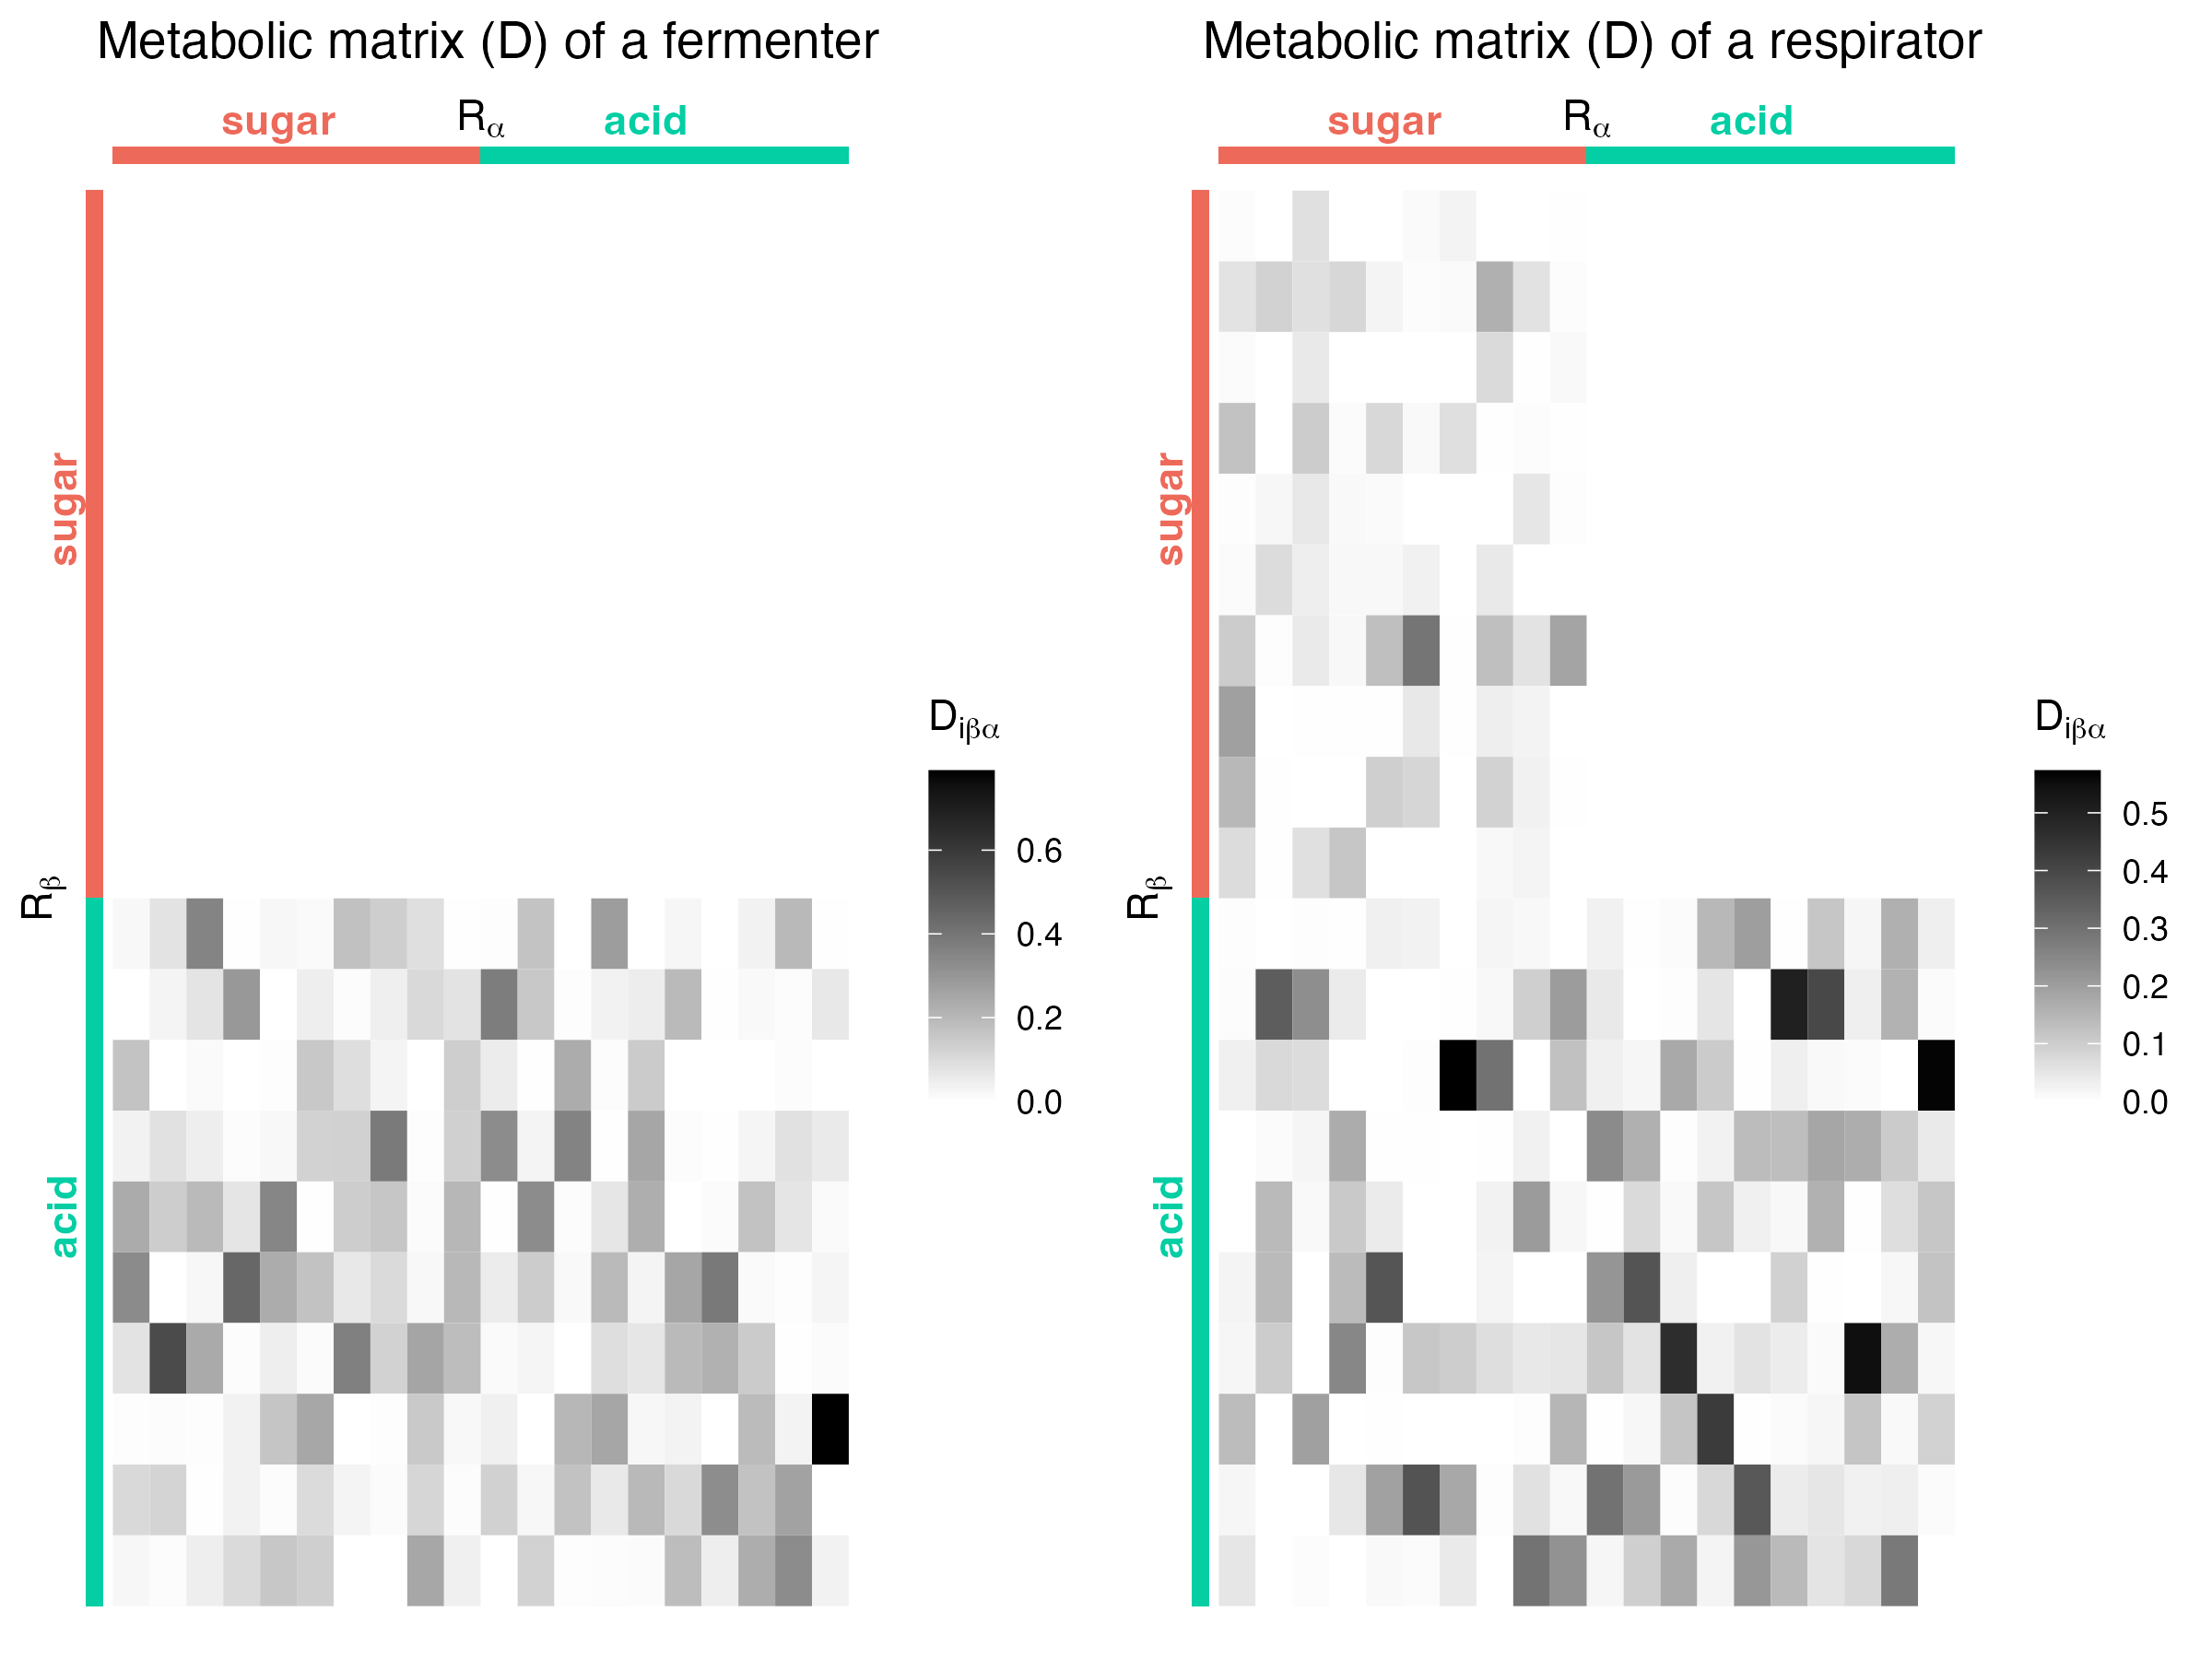 Metabolic matrix (D) of a fermenter
sugar Rα acid
sugar
Rβ
acid
Diβα
0.6
0.4
0.2
0.0
Metabolic matrix (D) of a respirator
sugar Rα acid
sugar
Rβ
acid
Diβα
0.5
0.4
0.3
0.2
0.1
0.0